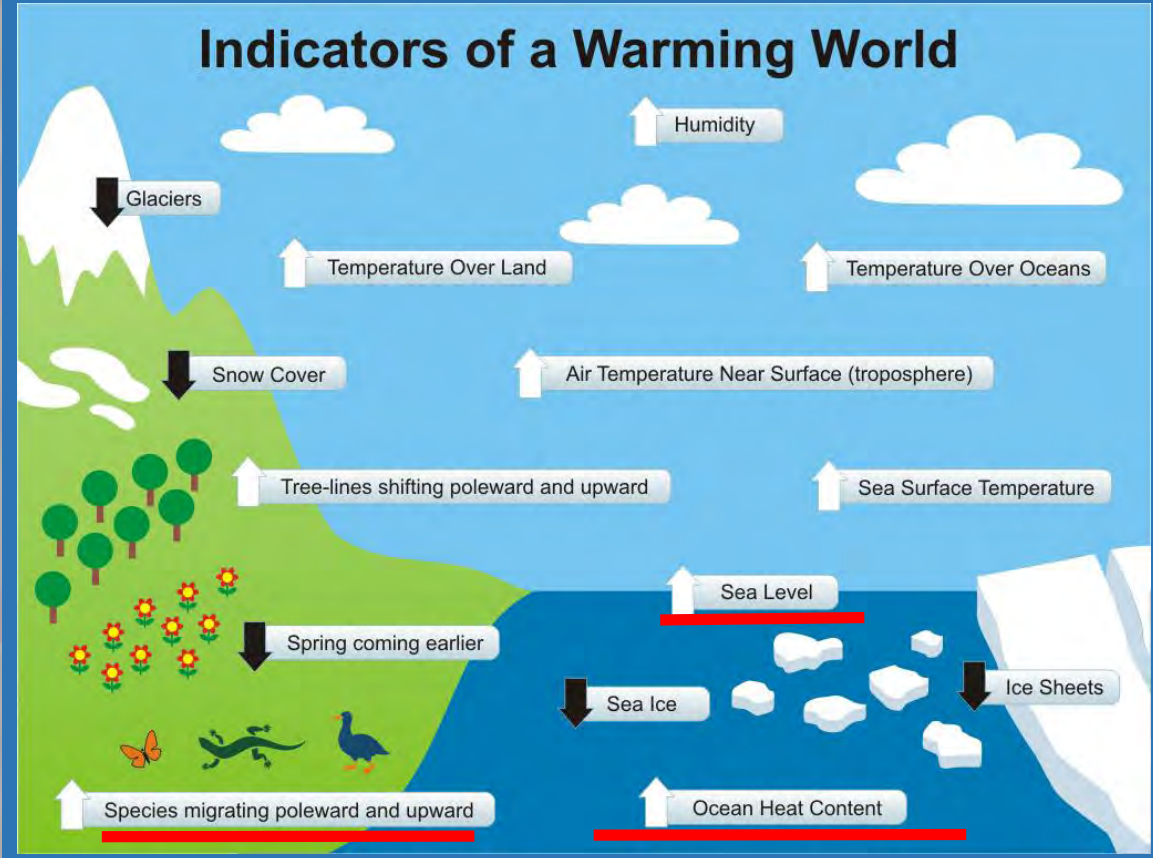 Indicators of a Warming World
Humidity
Glaciers
Temperature Over Land
Temperature Over Oceans
Snow Cover
Air Temperature Near Surface (troposphere)
Tree-lines shifting poleward and upward
Sea Surface Temperature
Sea Level
Spring coming earlier
Ice Sheets
Sea Ice
Species migrating poleward and upward
Ocean Heat Content